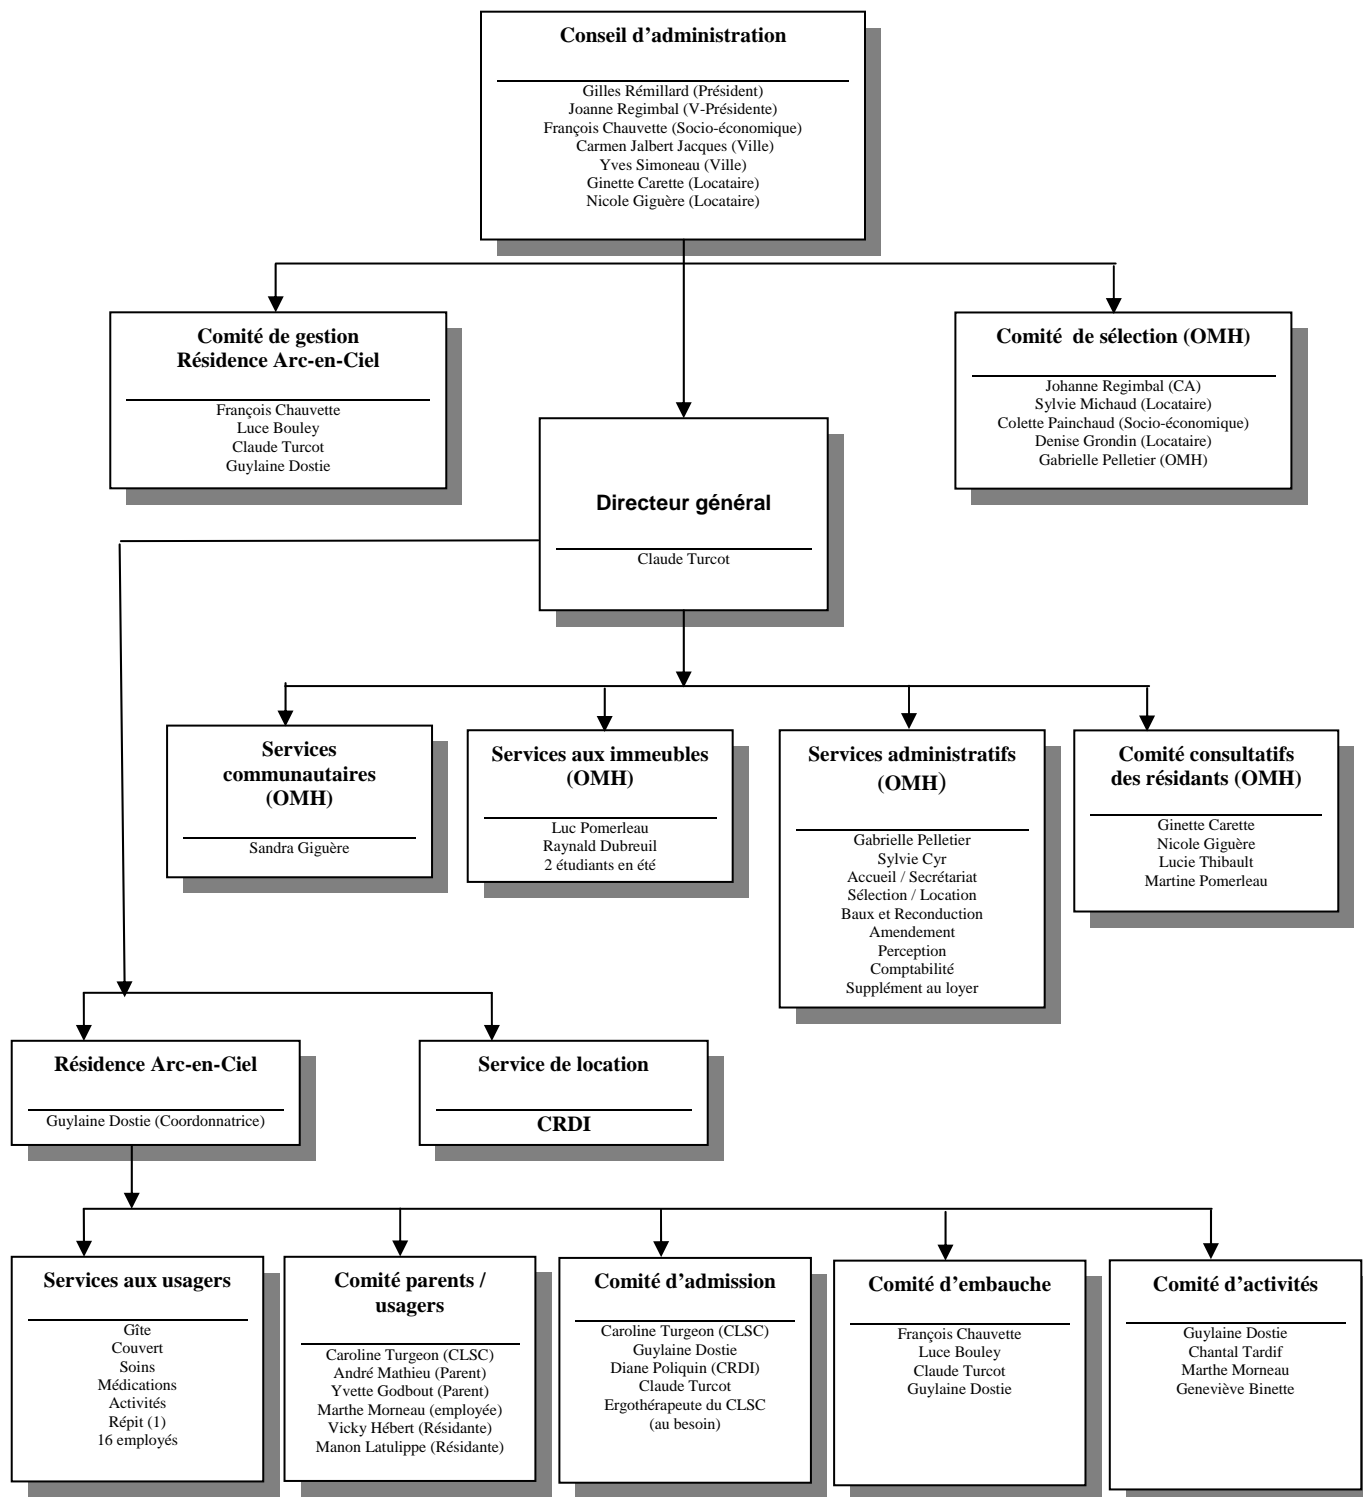 Conseil d'administration
Gilles Rémillard (Président)
Joanne Regimbal (V-Présidente)
François Chauvette (Socio-économique)
Carmen Jalbert Jacques (Ville)
Yves Simoneau (Ville)
Ginette Carette (Locataire)
Nicole Giguère (Locataire)
Comité de gestion
Résidence Arc-en-Ciel
François Chauvette
Luce Bouley
Claude Turcot
Guylaine Dostie
Comité de sélection (OMH)
Johanne Regimbal (CA)
Sylvie Michaud (Locataire)
Colette Painchaud (Socio-économique)
Denise Grondin (Locataire)
Gabrielle Pelletier (OMH)
Directeur général
Claude Turcot
Services
communautaires
(OMH)
Sandra Giguère
Services aux immeubles
(OMH)
Luc Pomerleau
Raynald Dubreuil
2 étudiants en été
Services administratifs
(OMH)
Gabrielle Pelletier
Sylvie Cyr
Accueil / Secrétariat
Sélection / Location
Baux et Reconduction
Amendement
Perception
Comptabilité
Supplément au loyer
Comité consultatifs
des résidants (OMH)
Ginette Carette
Nicole Giguère
Lucie Thibault
Martine Pomerleau
Résidence Arc-en-Ciel
Guylaine Dostie (Coordonnatrice)
Service de location
CRDI
Services aux usagers
Gîte
Couvert
Soins
Médications
Activités
Répit (1)
16 employés
Comité parents /
usagers
Caroline Turgeon (CLSC)
André Mathieu (Parent)
Yvette Godbout (Parent)
Marthe Morneau (employée)
Vicky Hébert (Résidante)
Manon Latulippe (Résidante)
Comité d'admission
Caroline Turgeon (CLSC)
Guylaine Dostie
Diane Poliquin (CRDI)
Claude Turcot
Ergothérapeute du CLSC
(au besoin)
Comité d'embauche
François Chauvette
Luce Bouley
Claude Turcot
Guylaine Dostie
Comité d'activités
Guylaine Dostie
Chantal Tardif
Marthe Morneau
Geneviève Binette